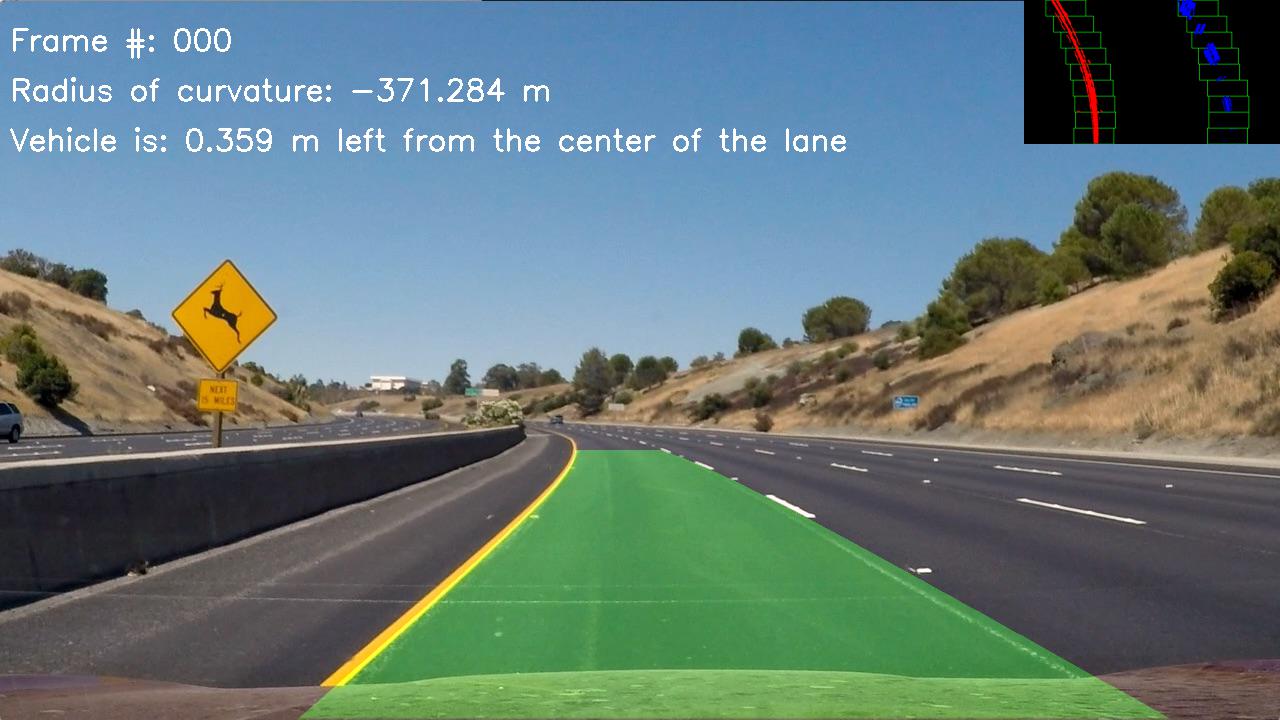 Frame #: 000
Radius of curvature: −371.284 m
Vehicle is: 0.359 m left from the center of the lane
NEXT
15 MILES